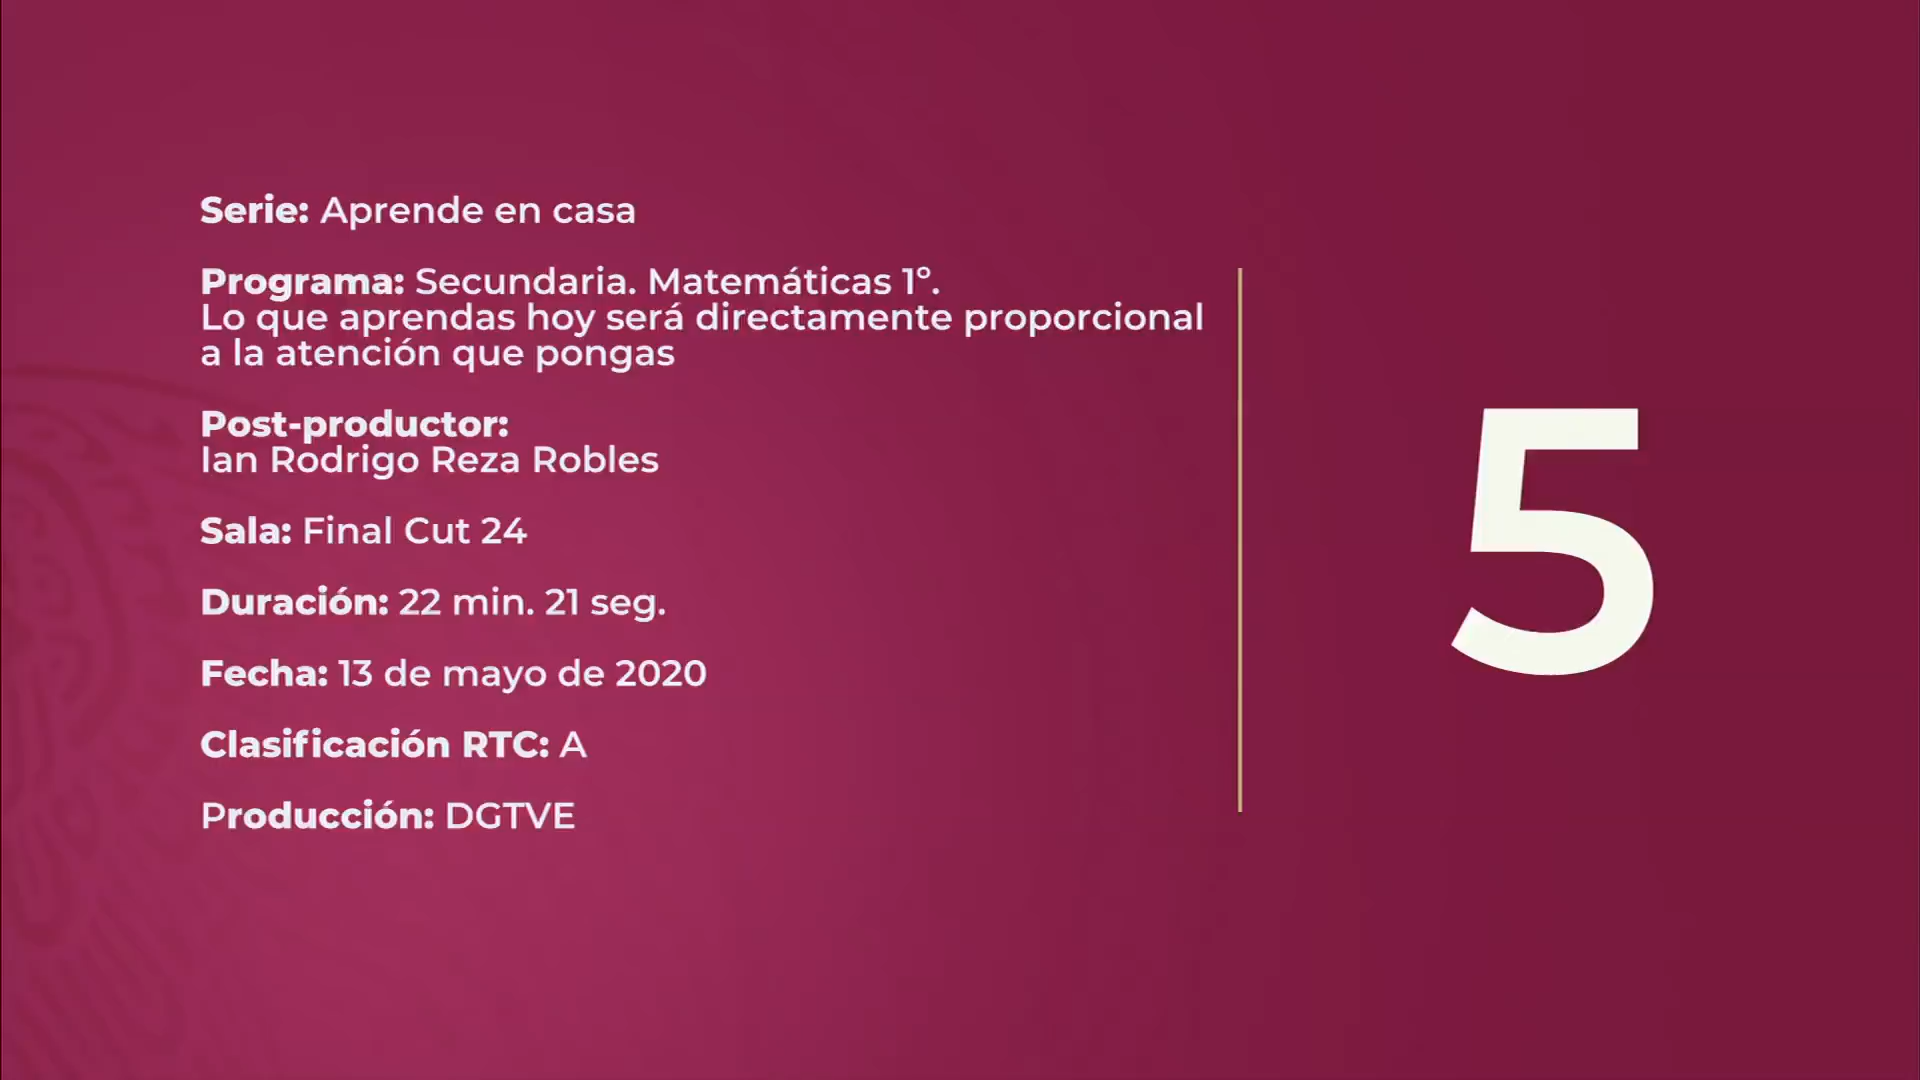 Serie: Aprende en casa
Programa: Secundaria. Matemáticas 1º.
Lo que aprendas hoy será directamente proporcional
a la atención que pongas
Post-productor:
Ian Rodrigo Reza Robles
Sala: Final Cut 24
Duración: 22 min. 21 seg.
Fecha: 13 de mayo de 2020
Clasificación RTC: A
Producción: DGTVE
5